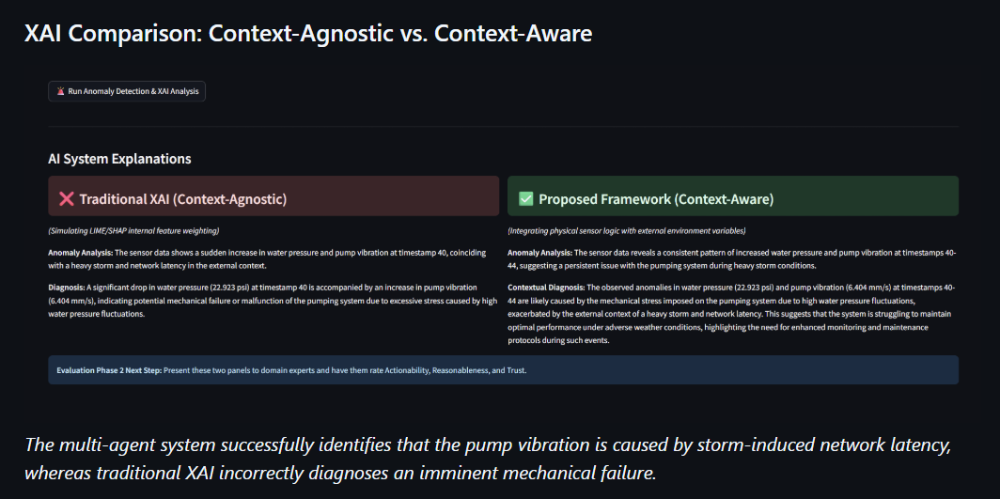 XAI Comparison: Context-Agnostic vs. Context-Aware
🚨 Run Anomaly Detection & XAI Analysis
AI System Explanations
❌ Traditional XAI (Context-Agnostic)
(Simulating LIME/SHAP internal feature weighting)
Anomaly Analysis: The sensor data shows a sudden increase in water pressure and pump vibration at timestamp 40, coinciding
with a heavy storm and network latency in the external context.
Diagnosis: A significant drop in water pressure (22.923 psi) at timestamp 40 is accompanied by an increase in pump vibration
(6.404 mm/s), indicating potential mechanical failure or malfunction of the pumping system due to excessive stress caused by high
water pressure fluctuations.
✅ Proposed Framework (Context-Aware)
(Integrating physical sensor logic with external environment variables)
Anomaly Analysis: The sensor data reveals a consistent pattern of increased water pressure and pump vibration at timestamps 40-
44, suggesting a persistent issue with the pumping system during heavy storm conditions.
Contextual Diagnosis: The observed anomalies in water pressure (22.923 psi) and pump vibration (6.404 mm/s) at timestamps 40-
44 are likely caused by the mechanical stress imposed on the pumping system due to high water pressure fluctuations,
exacerbated by the external context of a heavy storm and network latency. This suggests that the system is struggling to maintain
optimal performance under adverse weather conditions, highlighting the need for enhanced monitoring and maintenance
protocols during such events.
Evaluation Phase 2 Next Step: Present these two panels to domain experts and have them rate Actionability, Reasonableness, and Trust.
The multi-agent system successfully identifies that the pump vibration is caused by storm-induced network latency,
whereas traditional XAI incorrectly diagnoses an imminent mechanical failure.